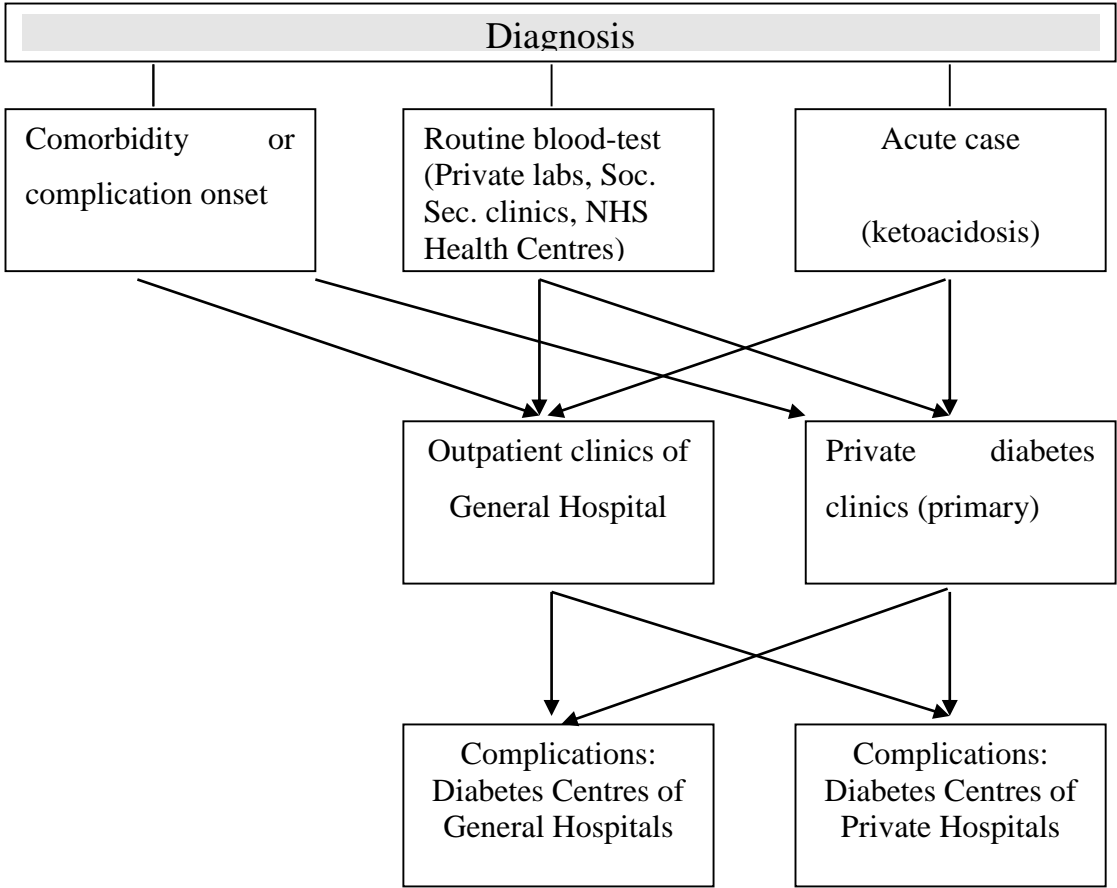 Diagnosis
Comorbidity or
complication onset
Routine blood-test
(Private labs, Soc.
Sec. clinics, NHS
Health Centres)
Acute case
(ketoacidosis)
Outpatient clinics of
General Hospital
Private diabetes
clinics (primary)
Complications:
Diabetes Centres of
General Hospitals
Complications:
Diabetes Centres of
Private Hospitals